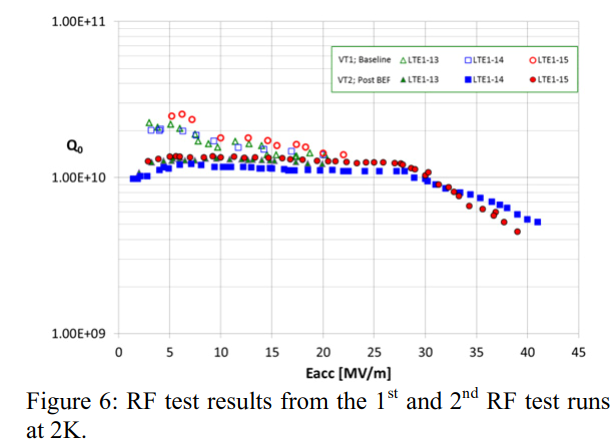 1.00E+11
VT1; Baseline △ LTE1-13 □ LTE1-14 ○ LTE1-15
VT2; Post BEF ▲ LTE1-13 ■ LTE1-14 ● LTE1-15
Q₀
1.00E+10
1.00E+09
0 5 10 15 20 25 30 35 40 45
Eacc [MV/m]
Figure 6: RF test results from the 1ˢᵗ and 2ⁿᵈ RF test runs
at 2K.